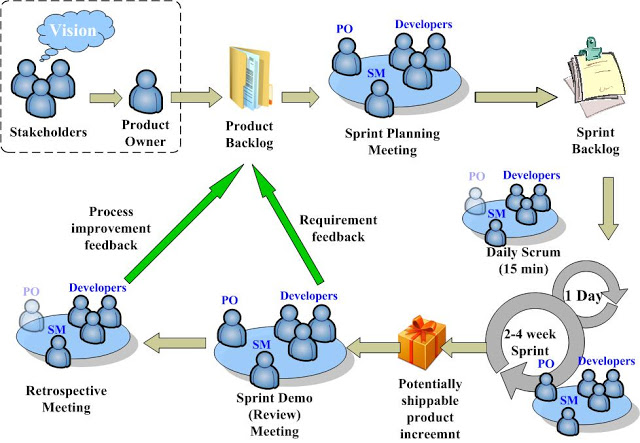 Vision
Stakeholders
Product
Owner
Product
Backlog
PO
Developers
SM
Sprint Planning
Meeting
Sprint
Backlog
PO
Developers
SM
Daily Scrum
(15 min)
1 Day
2-4 week
Sprint
PO
Developers
SM
Potentially
shippable
product
increemnt
PO
Developers
SM
Sprint Demo
(Review)
Meeting
PO
Developers
SM
Retrospective
Meeting
Process
improvement
feedback
Requirement
feedback